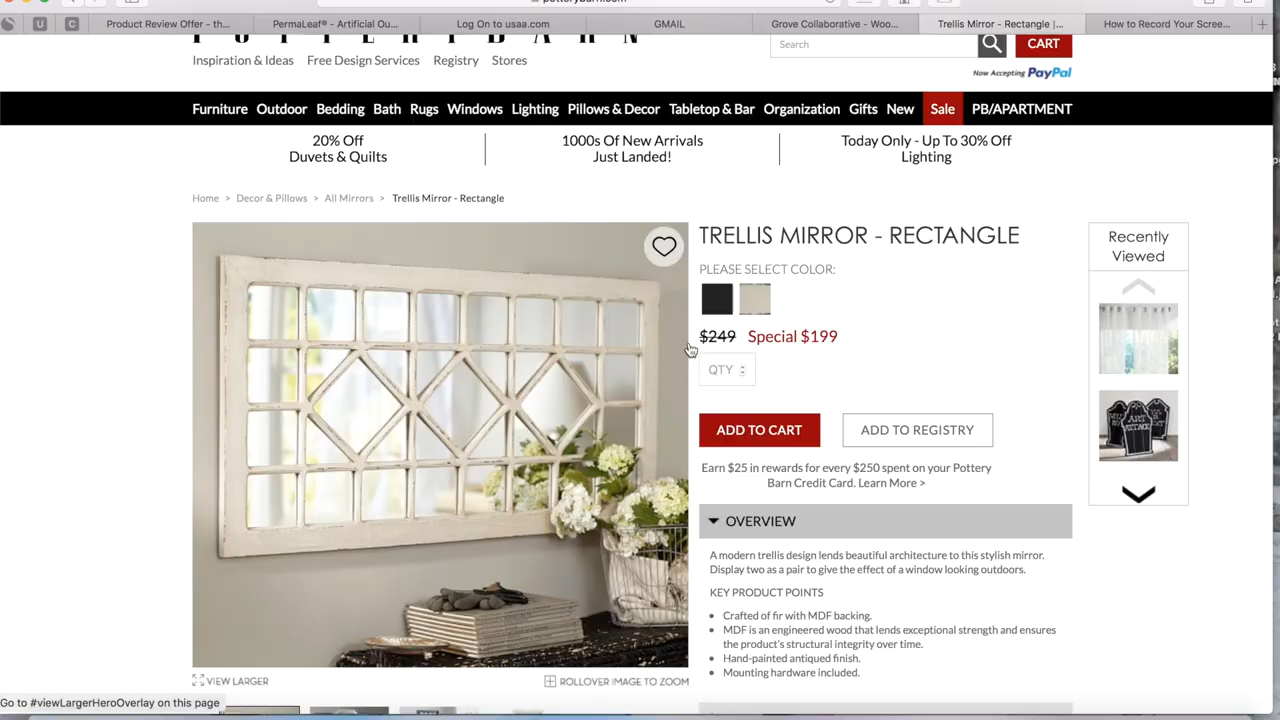 Product Review Offer - th...
PermaLeaf® - Artificial Ou...
Log On to usaa.com
GMAIL
Grove Collaborative - Woo...
Trellis Mirror - Rectangle |...
How to Record Your Scree...
Inspiration & Ideas
Free Design Services
Registry
Stores
Search
CART
Now Accepting PayPal
Furniture
Outdoor
Bedding
Bath
Rugs
Windows
Lighting
Pillows & Decor
Tabletop & Bar
Organization
Gifts
New
Sale
PB/APARTMENT
20% Off
Duvets & Quilts
1000s Of New Arrivals
Just Landed!
Today Only - Up To 30% Off
Lighting
Home > Decor & Pillows > All Mirrors > Trellis Mirror - Rectangle
TRELLIS MIRROR - RECTANGLE
PLEASE SELECT COLOR:
$249 Special $199
QTY
ADD TO CART
ADD TO REGISTRY
Earn $25 in rewards for every $250 spent on your Pottery
Barn Credit Card. Learn More >
OVERVIEW
A modern trellis design lends beautiful architecture to this stylish mirror.
Display two as a pair to give the effect of a window looking outdoors.
KEY PRODUCT POINTS
• Crafted of fir with MDF backing.
• MDF is an engineered wood that lends exceptional strength and ensures
the product's structural integrity over time.
• Hand-painted antiqued finish.
• Mounting hardware included.
Recently
Viewed
ART
VIEW LARGER
ROLLOVER IMAGE TO ZOOM
Go to #viewLargerHeroOverlay on this page